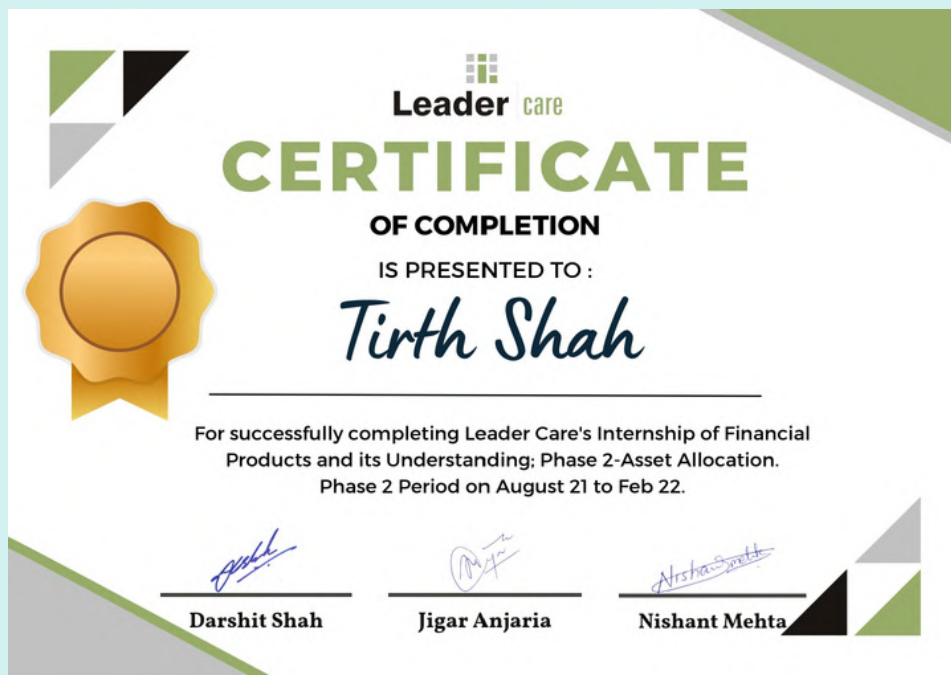 Leader care
CERTIFICATE
OF COMPLETION
IS PRESENTED TO :
Tirth Shah
For successfully completing Leader Care's Internship of Financial
Products and its Understanding; Phase 2-Asset Allocation.
Phase 2 Period on August 21 to Feb 22.
Darshit Shah Jigar Anjaria Nishant Mehta